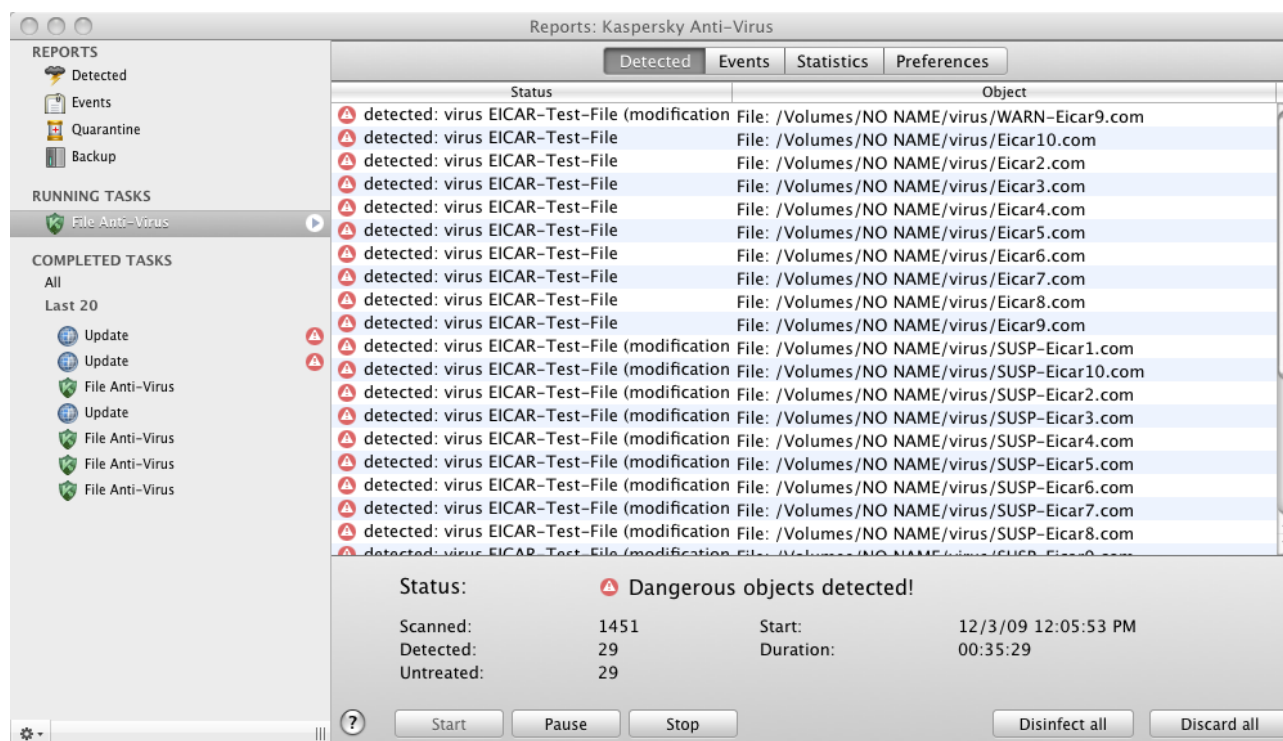 Reports: Kaspersky Anti-Virus
REPORTS
Detected
Events
Quarantine
Backup
RUNNING TASKS
File Anti-Virus
COMPLETED TASKS
All
Last 20
Update
Update
File Anti-Virus
Update
File Anti-Virus
File Anti-Virus
File Anti-Virus
Detected Events Statistics Preferences
Status Object
detected: virus EICAR-Test-File (modification File: /Volumes/NO NAME/virus/WARN-Eicar9.com
detected: virus EICAR-Test-File File: /Volumes/NO NAME/virus/Eicar10.com
detected: virus EICAR-Test-File File: /Volumes/NO NAME/virus/Eicar2.com
detected: virus EICAR-Test-File File: /Volumes/NO NAME/virus/Eicar3.com
detected: virus EICAR-Test-File File: /Volumes/NO NAME/virus/Eicar4.com
detected: virus EICAR-Test-File File: /Volumes/NO NAME/virus/Eicar5.com
detected: virus EICAR-Test-File File: /Volumes/NO NAME/virus/Eicar6.com
detected: virus EICAR-Test-File File: /Volumes/NO NAME/virus/Eicar7.com
detected: virus EICAR-Test-File File: /Volumes/NO NAME/virus/Eicar8.com
detected: virus EICAR-Test-File File: /Volumes/NO NAME/virus/Eicar9.com
detected: virus EICAR-Test-File (modification File: /Volumes/NO NAME/virus/SUSP-Eicar1.com
detected: virus EICAR-Test-File (modification File: /Volumes/NO NAME/virus/SUSP-Eicar10.com
detected: virus EICAR-Test-File (modification File: /Volumes/NO NAME/virus/SUSP-Eicar2.com
detected: virus EICAR-Test-File (modification File: /Volumes/NO NAME/virus/SUSP-Eicar3.com
detected: virus EICAR-Test-File (modification File: /Volumes/NO NAME/virus/SUSP-Eicar4.com
detected: virus EICAR-Test-File (modification File: /Volumes/NO NAME/virus/SUSP-Eicar5.com
detected: virus EICAR-Test-File (modification File: /Volumes/NO NAME/virus/SUSP-Eicar6.com
detected: virus EICAR-Test-File (modification File: /Volumes/NO NAME/virus/SUSP-Eicar7.com
detected: virus EICAR-Test-File (modification File: /Volumes/NO NAME/virus/SUSP-Eicar8.com
detected: virus EICAR-Test-File (modification File: /Volumes/NO NAME/virus/SUSP-Eicar9.com
Status: Dangerous objects detected!
Scanned: 1451 Start: 12/3/09 12:05:53 PM
Detected: 29 Duration: 00:35:29
Untreated: 29
? Start Pause Stop Disinfect all Discard all